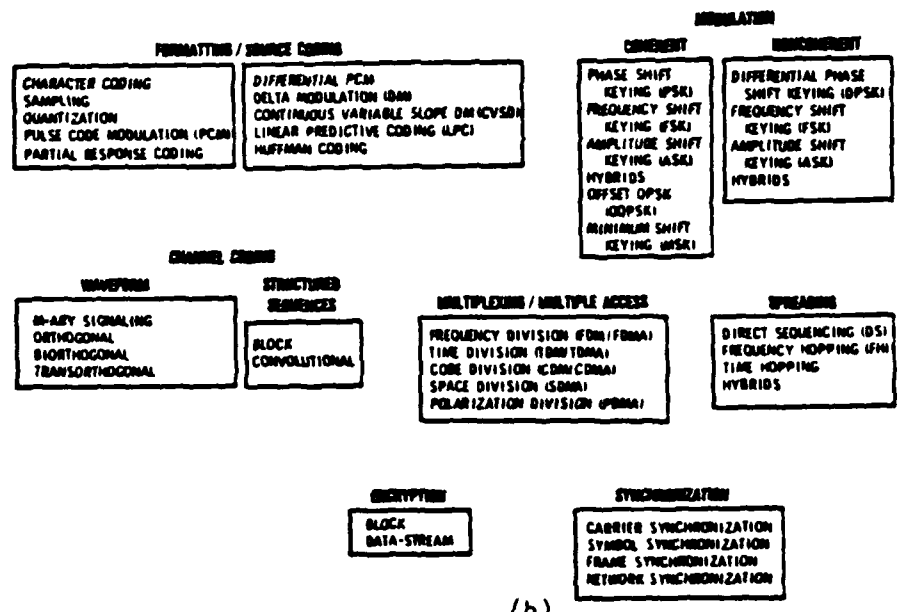 FORMATTING / SOURCE CODING
CHARACTER CODING
SAMPLING
QUANTIZATION
PULSE CODE MODULATION (PCM)
PARTIAL RESPONSE CODING
DIFFERENTIAL PCM
DELTA MODULATION (DM)
CONTINUOUS VARIABLE SLOPE DM (CVSD)
LINEAR PREDICTIVE CODING (LPC)
HUFFMAN CODING
MODULATION
COHERENT
PHASE SHIFT
KEYING (PSK)
FREQUENCY SHIFT
KEYING (FSK)
AMPLITUDE SHIFT
KEYING (ASK)
HYBRIDS
OFFSET QPSK
(OQPSK)
MINIMUM SHIFT
KEYING (MSK)
NONCOHERENT
DIFFERENTIAL PHASE
SHIFT KEYING (DPSK)
FREQUENCY SHIFT
KEYING (FSK)
AMPLITUDE SHIFT
KEYING (ASK)
HYBRIDS
CHANNEL CODING
WAVEFORM
M-ARY SIGNALING
ORTHOGONAL
BIORTHOGONAL
TRANSORTHOGONAL
STRUCTURED
SEQUENCES
BLOCK
CONVOLUTIONAL
MULTIPLEXING / MULTIPLE ACCESS
FREQUENCY DIVISION (FDM/FDMA)
TIME DIVISION (TDM/TDMA)
CODE DIVISION (CDM/CDMA)
SPACE DIVISION (SDMA)
POLARIZATION DIVISION (PDMA)
SPREADING
DIRECT SEQUENCING (DS)
FREQUENCY HOPPING (FH)
TIME HOPPING
HYBRIDS
ENCRYPTION
BLOCK
DATA-STREAM
SYNCHRONIZATION
CARRIER SYNCHRONIZATION
SYMBOL SYNCHRONIZATION
FRAME SYNCHRONIZATION
NETWORK SYNCHRONIZATION
(b)